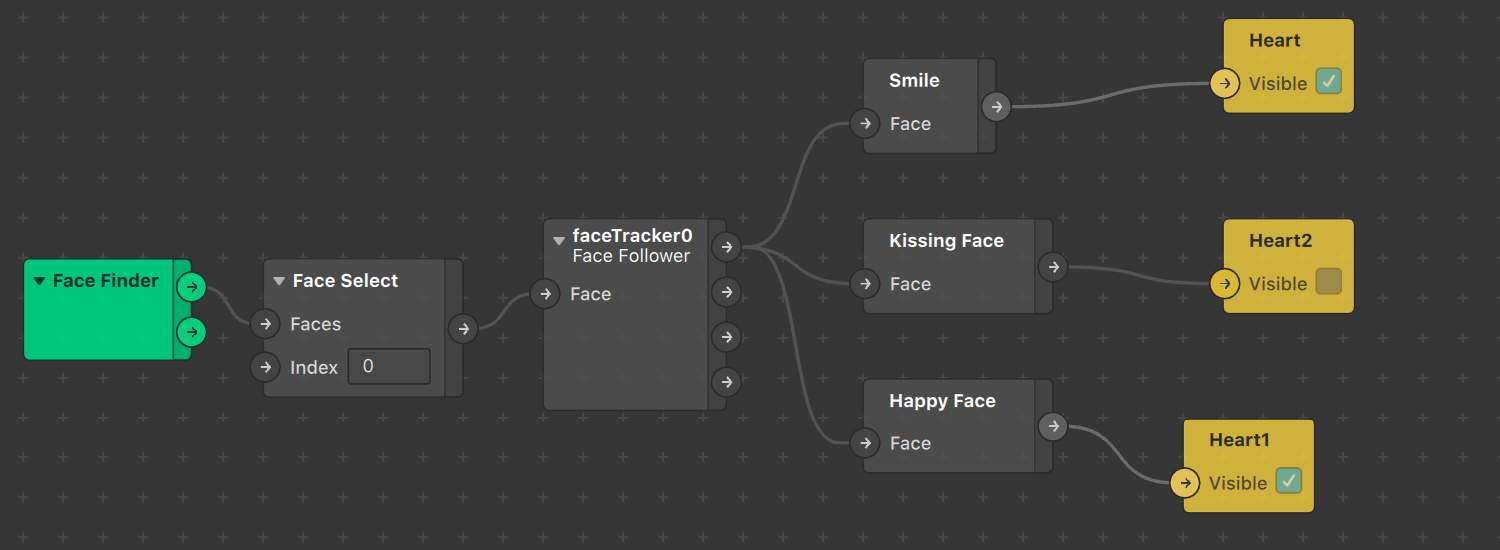 Face Finder
Face Select
Faces
Index 0
faceTracker0
Face Follower
Face
Smile
Face
Kissing Face
Face
Happy Face
Face
Heart
Visible
Heart2
Visible
Heart1
Visible